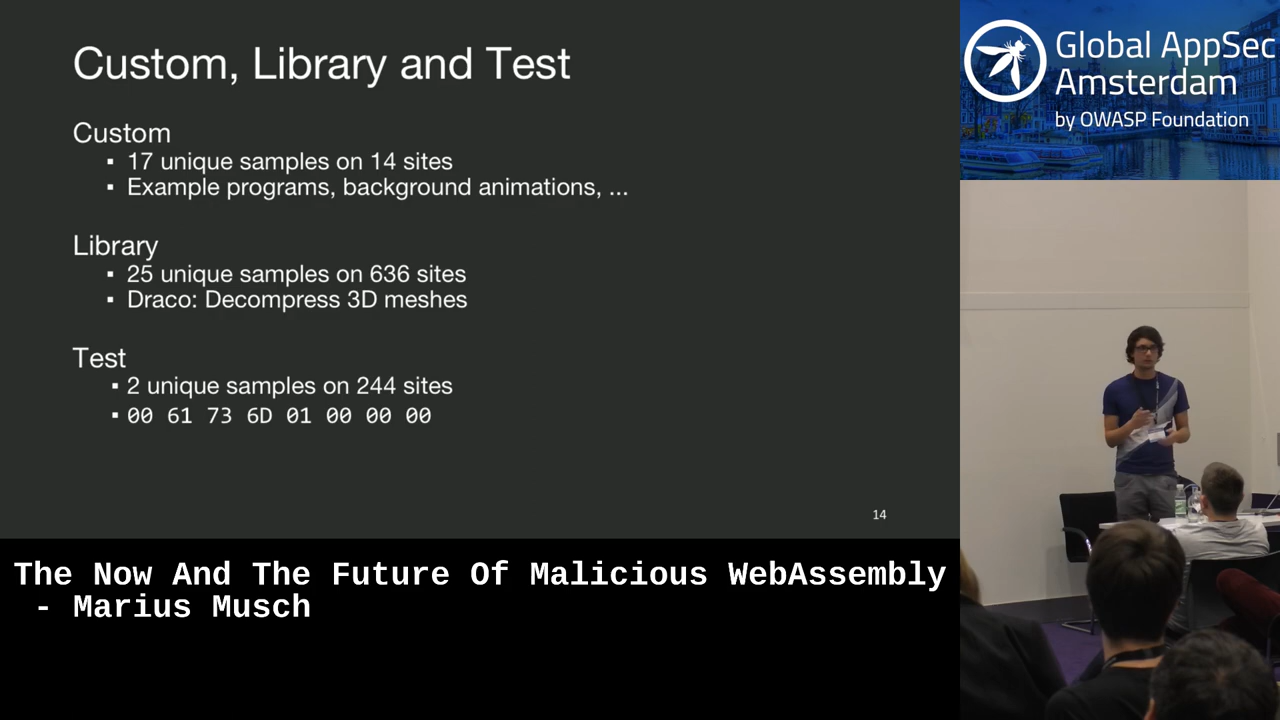 Custom, Library and Test
Custom
▪ 17 unique samples on 14 sites
▪ Example programs, background animations, ...
Library
▪ 25 unique samples on 636 sites
▪ Draco: Decompress 3D meshes
Test
▪ 2 unique samples on 244 sites
▪ 00 61 73 6D 01 00 00 00
14
The Now And The Future Of Malicious WebAssembly
- Marius Musch
Global AppSec
Amsterdam
by OWASP Foundation